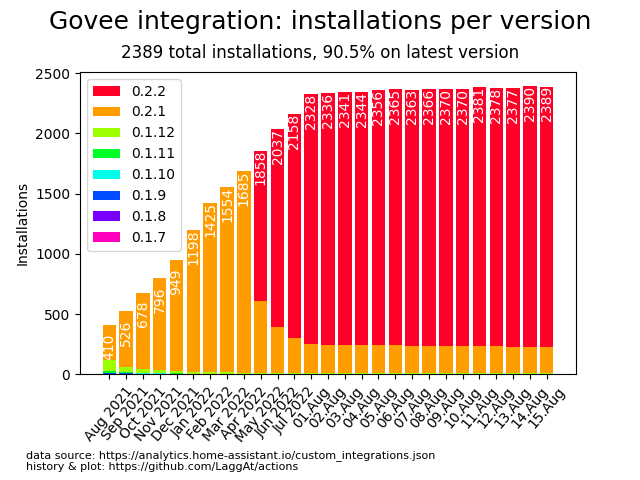 Govee integration: installations per version
2389 total installations, 90.5% on latest version
2500
2000
1500
1000
500
0
Installations
0.2.2
0.2.1
0.1.12
0.1.11
0.1.10
0.1.9
0.1.8
0.1.7
410
526
678
796
949
1198
1425
1554
1685
1858
2037
2158
2328
2336
2341
2344
2356
2365
2363
2366
2370
2370
2381
2378
2377
2390
2389
Aug 2021
Sep 2021
Oct 2021
Nov 2021
Dec 2021
Jan 2022
Feb 2022
Mar 2022
Apr 2022
May 2022
Jun 2022
Jul 2022
01.Aug
02.Aug
03.Aug
04.Aug
05.Aug
06.Aug
07.Aug
08.Aug
09.Aug
10.Aug
11.Aug
12.Aug
13.Aug
14.Aug
15.Aug
data source: https://analytics.home-assistant.io/custom_integrations.json
history & plot: https://github.com/LaggAt/actions